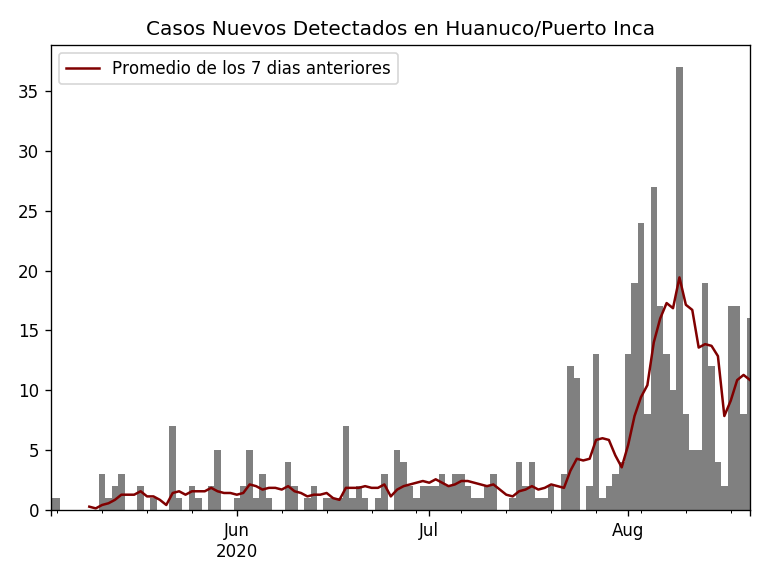 Casos Nuevos Detectados en Huanuco/Puerto Inca
Promedio de los 7 dias anteriores
35
30
25
20
15
10
5
0
Jun
2020
Jul
Aug